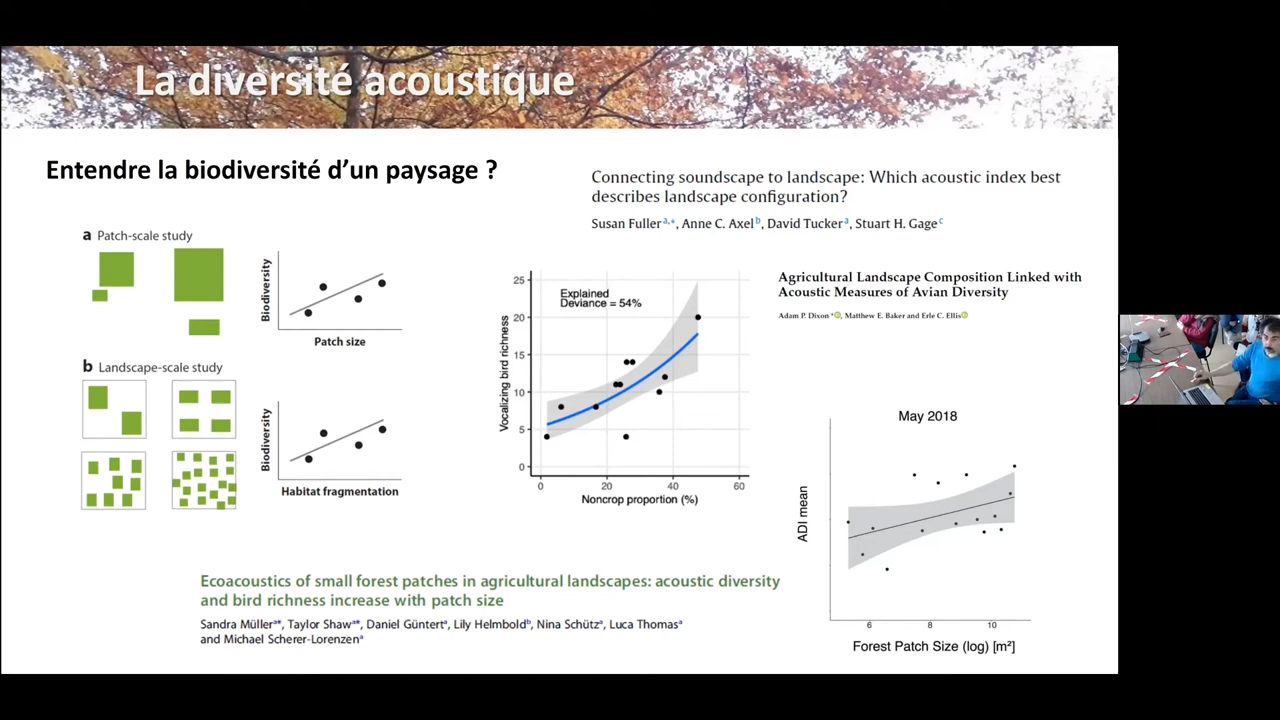 La diversité acoustique
Entendre la biodiversité d'un paysage ?
Connecting soundscape to landscape: Which acoustic index best
describes landscape configuration?
Susan Fuller a,*, Anne C. Axel b, David Tucker a, Stuart H. Gage c
a Patch-scale study
Biodiversity
Patch size
b Landscape-scale study
Biodiversity
Habitat fragmentation
Explained
Deviance = 54%
Vocalizing bird richness
25
20
15
10
5
0
0 20 40 60
Noncrop proportion (%)
Agricultural Landscape Composition Linked with
Acoustic Measures of Avian Diversity
Adam P. Dixon *, Matthew E. Baker and Erle C. Ellis
May 2018
ADI mean
6 8 10
Forest Patch Size (log) [m²]
Ecoacoustics of small forest patches in agricultural landscapes: acoustic diversity
and bird richness increase with patch size
Sandra Müller a*, Taylor Shaw a*, Daniel Güntert a, Lily Helmbold b, Nina Schütz a, Luca Thomas a
and Michael Scherer-Lorenzen a